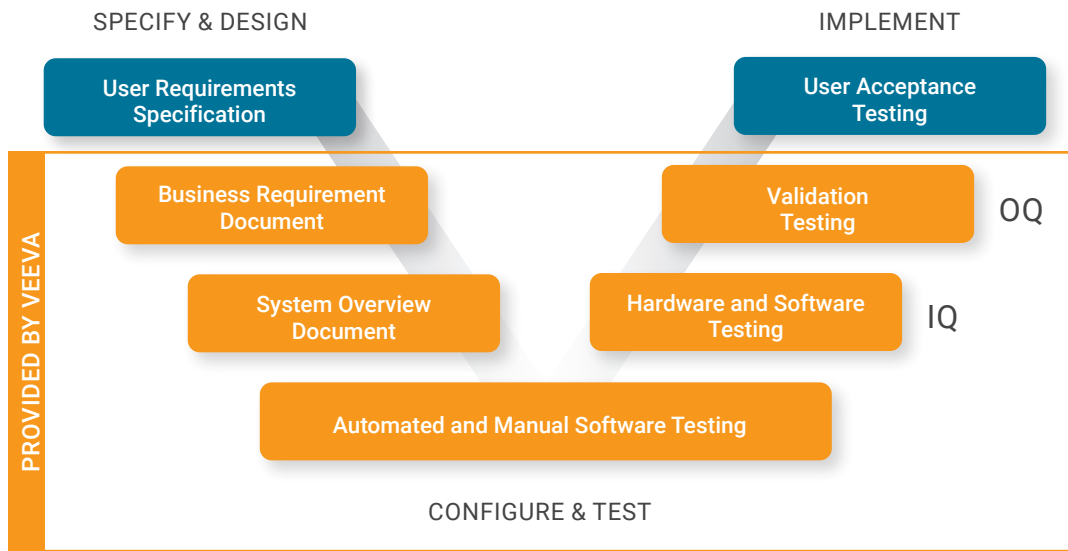 SPECIFY & DESIGN
IMPLEMENT
User Requirements
Specification
User Acceptance
Testing
PROVIDED BY VEEVA
Business Requirement
Document
Validation
Testing
OQ
System Overview
Document
Hardware and Software
Testing
IQ
Automated and Manual Software Testing
CONFIGURE & TEST